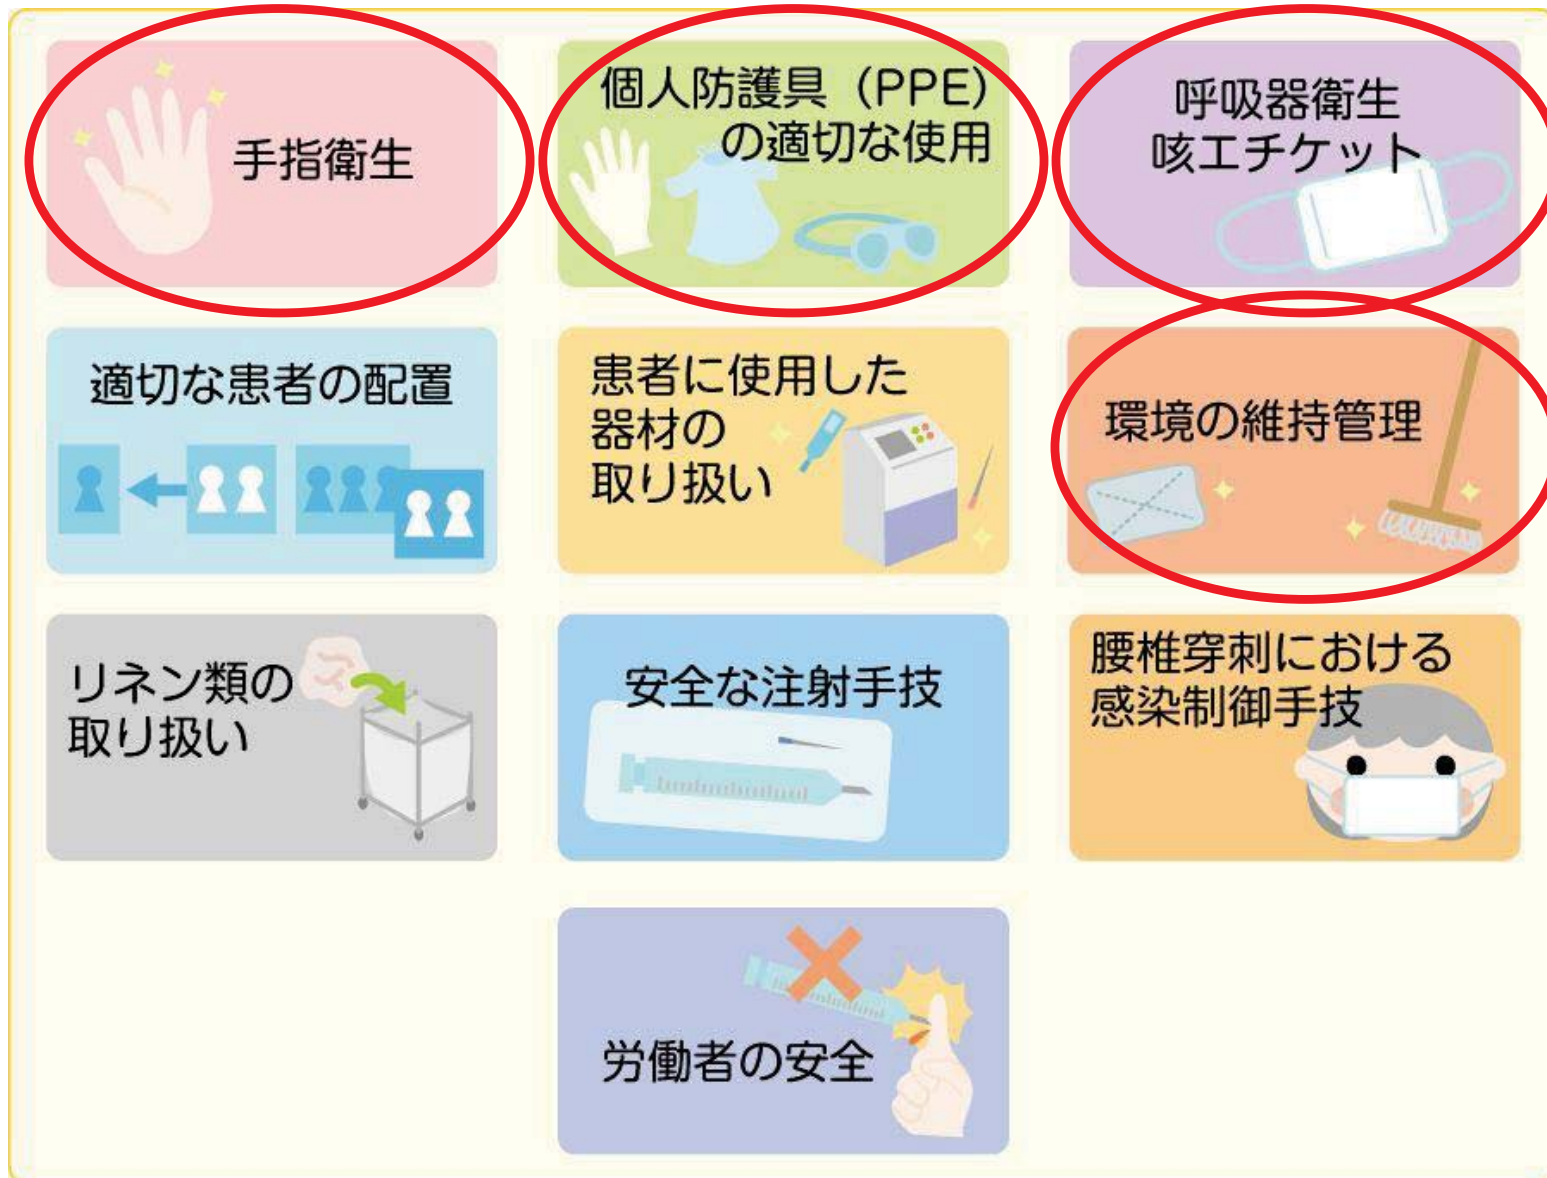 手指衛生
個人防護具（PPE）
の適切な使用
呼吸器衛生
咳エチケット
適切な患者の配置
患者に使用した
器材の
取り扱い
環境の維持管理
リネン類の
取り扱い
安全な注射手技
腰椎穿刺における
感染制御手技
労働者の安全